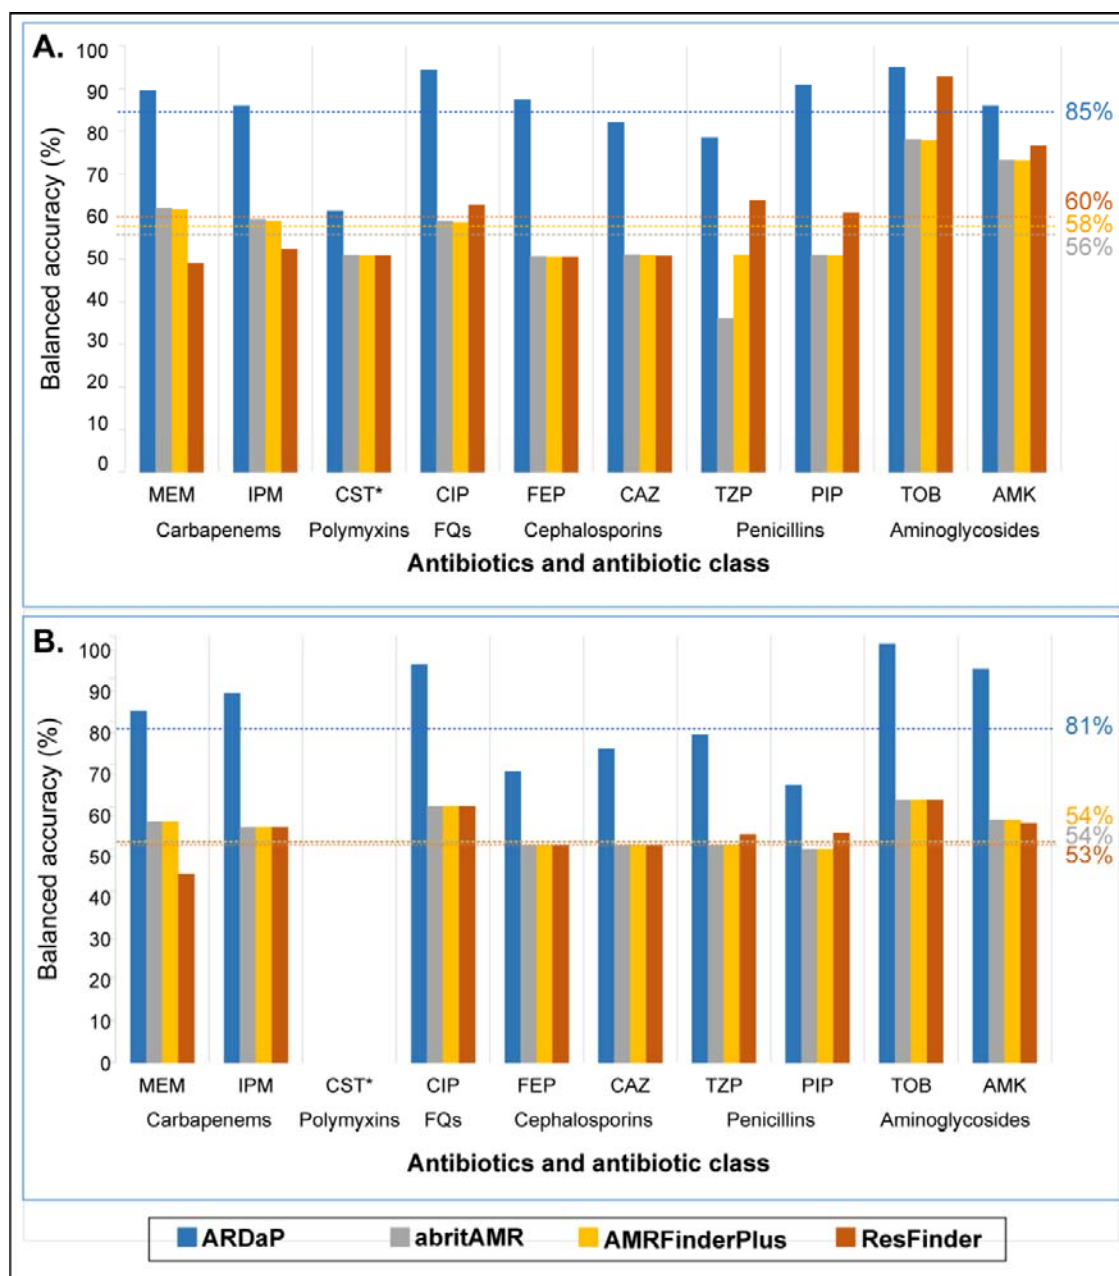 A.
Balanced accuracy (%)
100
90
80
70
60
50
40
30
20
10
0
85%
60%
58%
56%
MEM IPM CST* CIP FEP CAZ TZP PIP TOB AMK
Carbapenems Polymyxins FQs Cephalosporins Penicillins Aminoglycosides
Antibiotics and antibiotic class
B.
Balanced accuracy (%)
100
90
80
70
60
50
40
30
20
10
0
81%
54%
54%
53%
MEM IPM CST* CIP FEP CAZ TZP PIP TOB AMK
Carbapenems Polymyxins FQs Cephalosporins Penicillins Aminoglycosides
Antibiotics and antibiotic class
ARDaP abritAMR AMRFinderPlus ResFinder